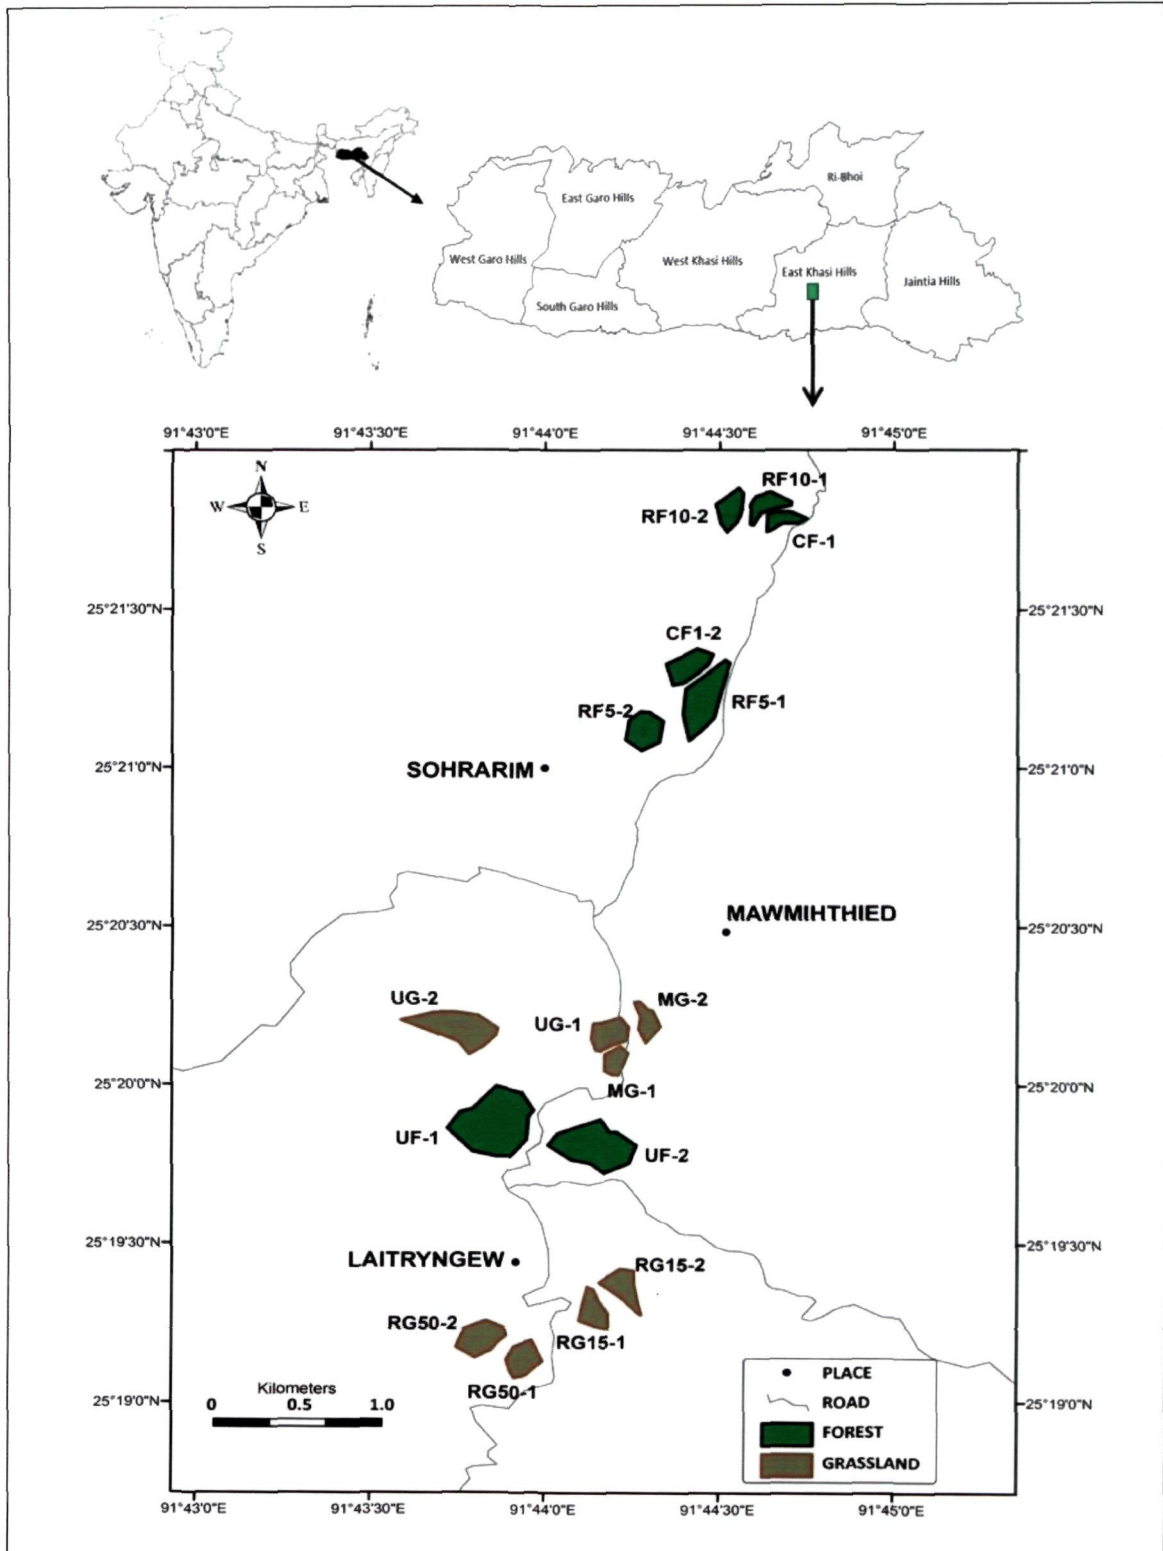 Ri-Bhoi
East Garo Hills
West Garo Hills
West Khasi Hills
East Khasi Hills
Jaintia Hills
South Garo Hills
91°43'0"E 91°43'30"E 91°44'0"E 91°44'30"E 91°45'0"E
N
W E
S
RF10-1
RF10-2
CF-1
25°21'30"N 25°21'30"N
CF1-2
RF5-1
RF5-2
25°21'0"N SOHRARIM 25°21'0"N
MAWMIHTHIED
25°20'30"N 25°20'30"N
UG-2 MG-2
UG-1
25°20'0"N 25°20'0"N
MG-1
UF-1 UF-2
25°19'30"N 25°19'30"N
LAITRYNGEW RG15-2
RG50-2 RG15-1
RG50-1
Kilometers
0 0.5 1.0
25°19'0"N 25°19'0"N
PLACE
ROAD
FOREST
GRASSLAND
91°43'0"E 91°43'30"E 91°44'0"E 91°44'30"E 91°45'0"E